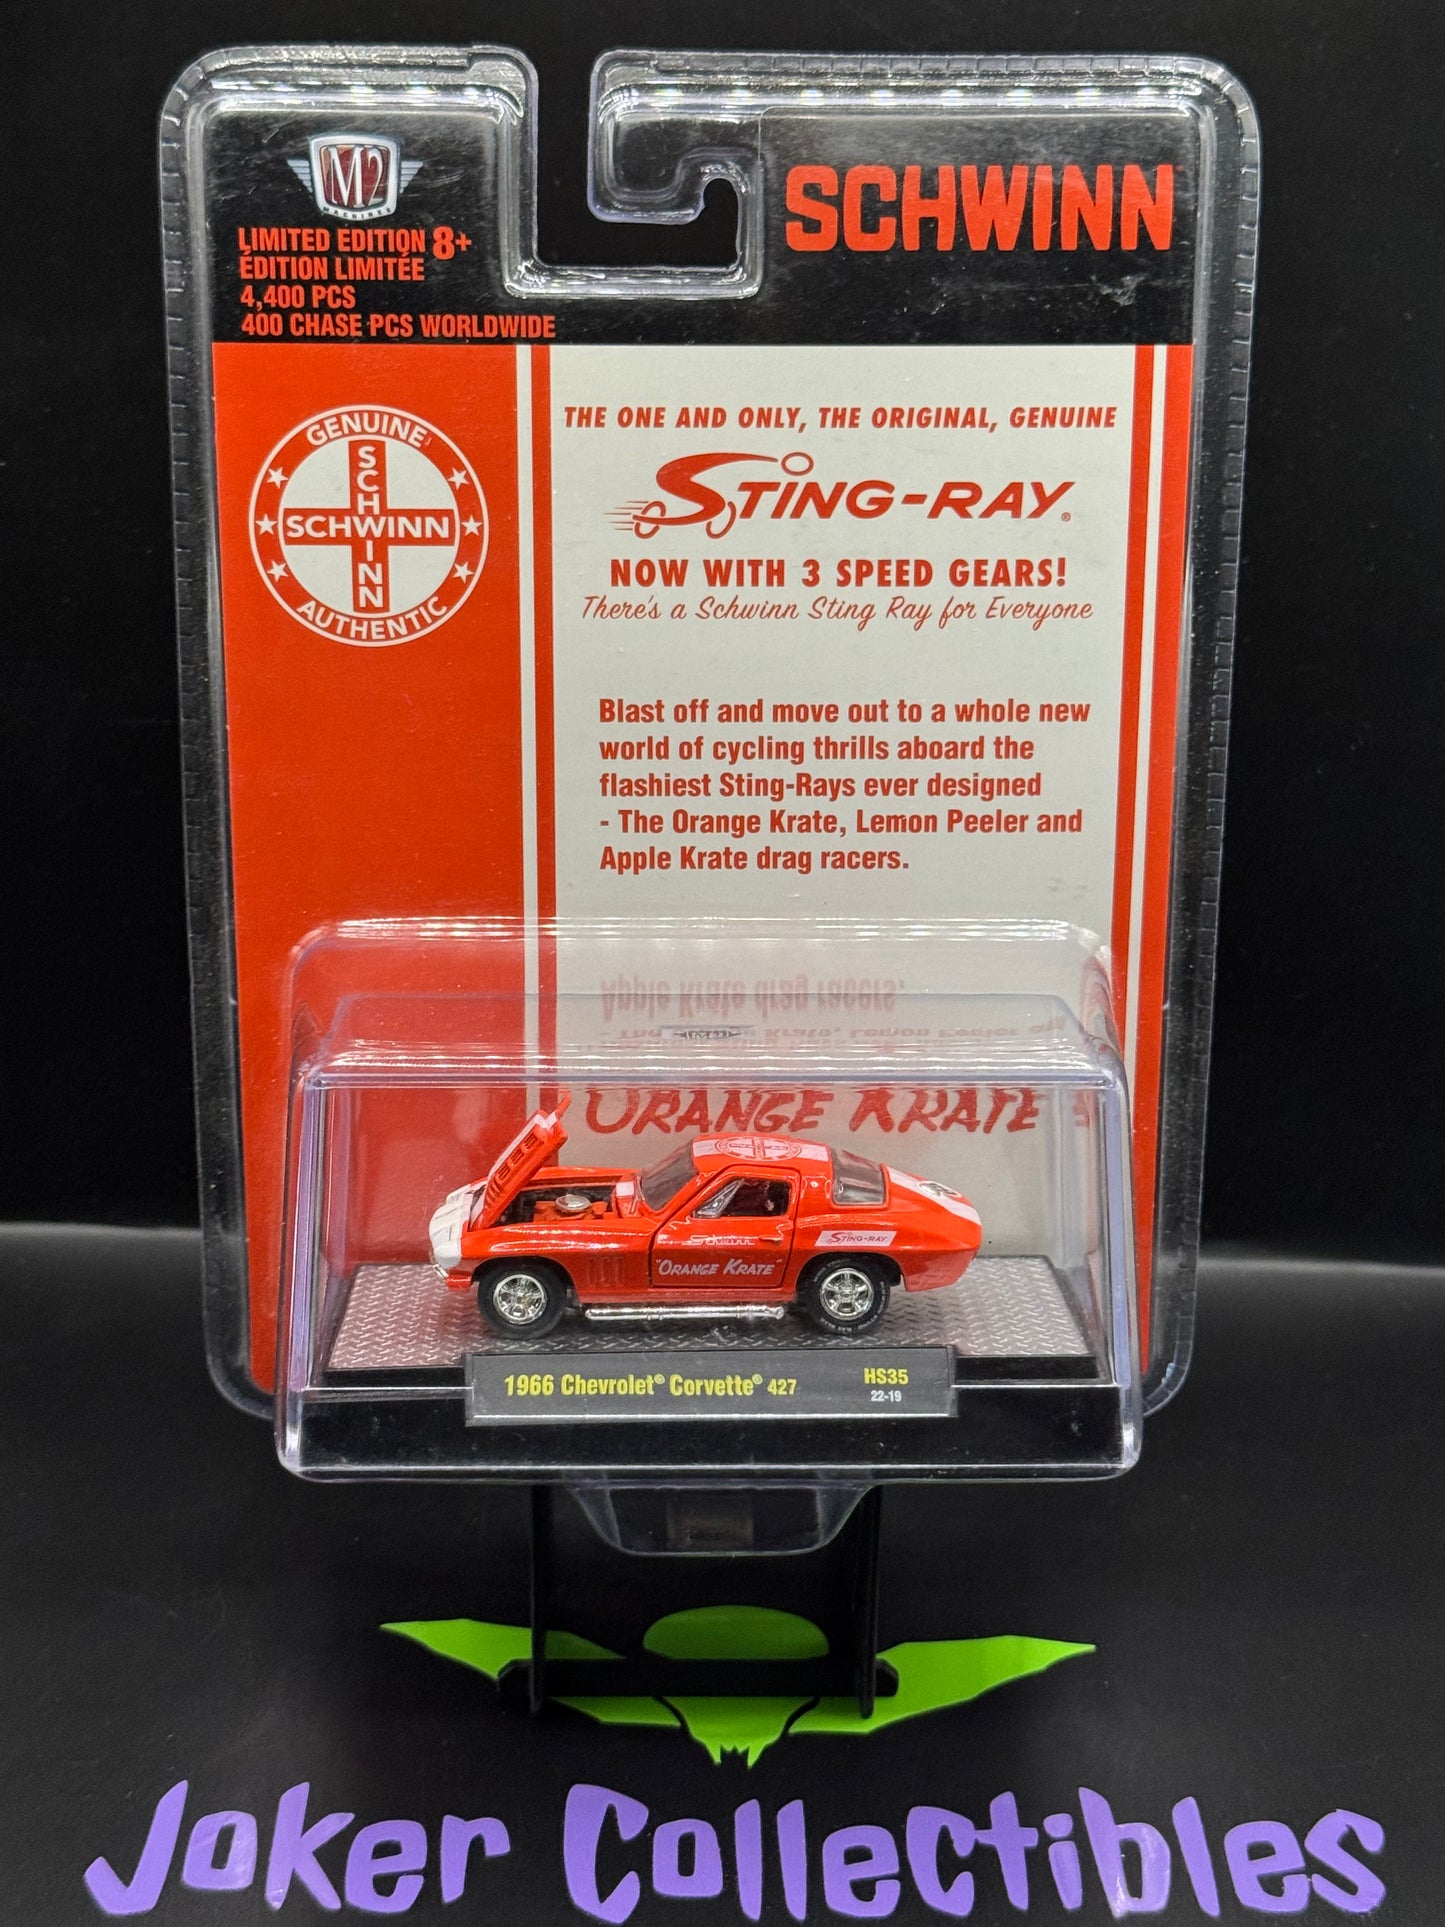 M2
MACHINES
LIMITED EDITION 8+
ÉDITION LIMITÉE
4,400 PCS
400 CHASE PCS WORLDWIDE
SCHWINN
GENUINE
SCHWINN
SCHWINN
AUTHENTIC
THE ONE AND ONLY, THE ORIGINAL, GENUINE
STING-RAY®
NOW WITH 3 SPEED GEARS!
There's a Schwinn Sting Ray for Everyone
Blast off and move out to a whole new
world of cycling thrills aboard the
flashiest Sting-Rays ever designed
- The Orange Krate, Lemon Peeler and
Apple Krate drag racers.
ORANGE KRATE
SCHWINN
"ORANGE KRATE"
STING-RAY
1966 Chevrolet® Corvette® 427
HS35
22-19
Joker Collectibles